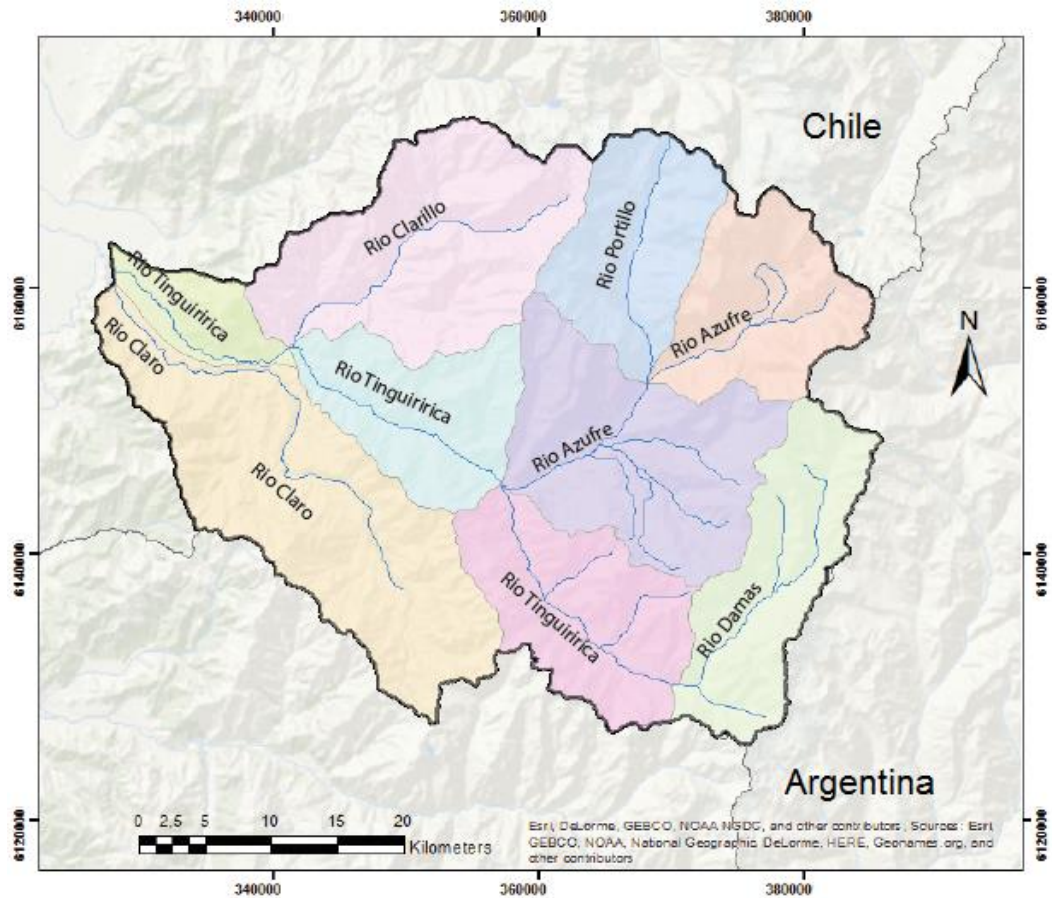 340000
360000
380000
Chile
Rio Clarillo
Rio Portillo
Rio Tinguiririca
6160000
6160000
Rio Azufre
N
Rio Claro
Rio Tinguiririca
Rio Azufre
Rio Claro
6140000
6140000
Rio Tinguiririca
Rio Damas
Argentina
0 2,5 5 10 15 20
Kilometers
6120000
6120000
Esri, DeLorme, GEBCO, NOAA NGDC, and other contributors; Sources: Esri,
GEBCO, NOAA, National Geographic, DeLorme, HERE, Geonames.org, and
other contributors
340000
360000
380000